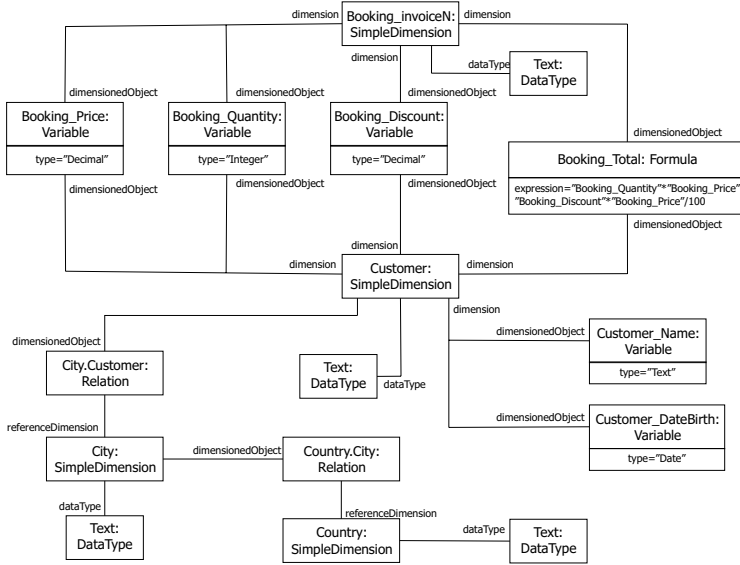 dimension
Booking_invoiceN:
SimpleDimension
dimension
dimension
dataType
Text:
DataType
dimensionedObject
dimensionedObject
dimensionedObject
dimensionedObject
Booking_Price:
Variable
type="Decimal"
Booking_Quantity:
Variable
type="Integer"
Booking_Discount:
Variable
type="Decimal"
Booking_Total: Formula
expression="Booking_Quantity"*"Booking_Price"
"Booking_Discount"*"Booking_Price"/100
dimensionedObject
dimensionedObject
dimensionedObject
dimensionedObject
dimension
dimension
dimension
Customer:
SimpleDimension
dimension
dimensionedObject
City.Customer:
Relation
Text:
DataType
dataType
dimensionedObject
Customer_Name:
Variable
type="Text"
referenceDimension
dimensionedObject
Customer_DateBirth:
Variable
type="Date"
City:
SimpleDimension
dimensionedObject
Country.City:
Relation
dataType
Text:
DataType
referenceDimension
Country:
SimpleDimension
dataType
Text:
DataType